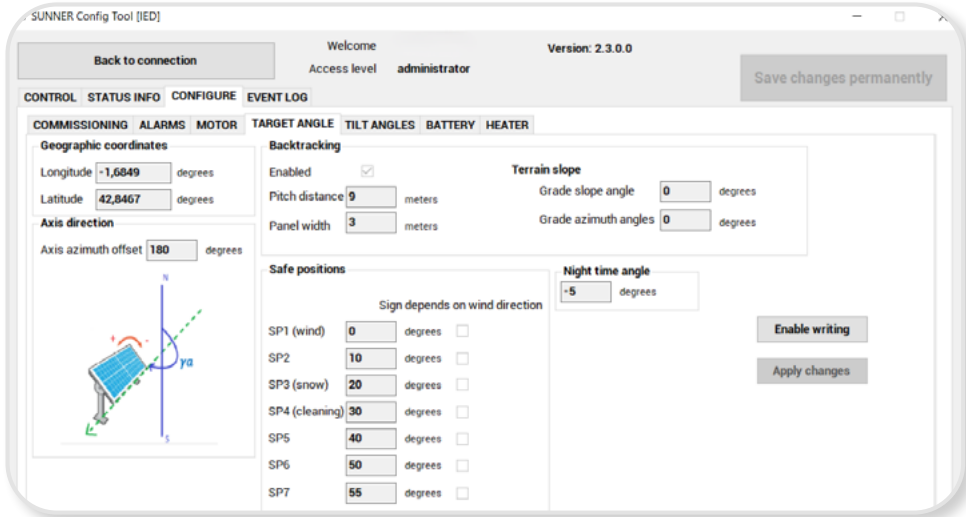 SUNNER Config Tool [IED]
Back to connection
Welcome
Access level administrator
Version: 2.3.0.0
Save changes permanently
CONTROL STATUS INFO CONFIGURE EVENT LOG
COMMISSIONING ALARMS MOTOR TARGET ANGLE TILT ANGLES BATTERY HEATER
Geographic coordinates
Longitude -1,6849 degrees
Latitude 42,8467 degrees
Axis direction
Axis azimuth offset 180 degrees
N
+ -
γα
S
Backtracking
Enabled
Pitch distance 9 meters
Panel width 3 meters
Terrain slope
Grade slope angle 0 degrees
Grade azimuth angles 0 degrees
Safe positions
Sign depends on wind direction
SP1 (wind) 0 degrees
SP2 10 degrees
SP3 (snow) 20 degrees
SP4 (cleaning) 30 degrees
SP5 40 degrees
SP6 50 degrees
SP7 55 degrees
Night time angle
-5 degrees
Enable writing
Apply changes